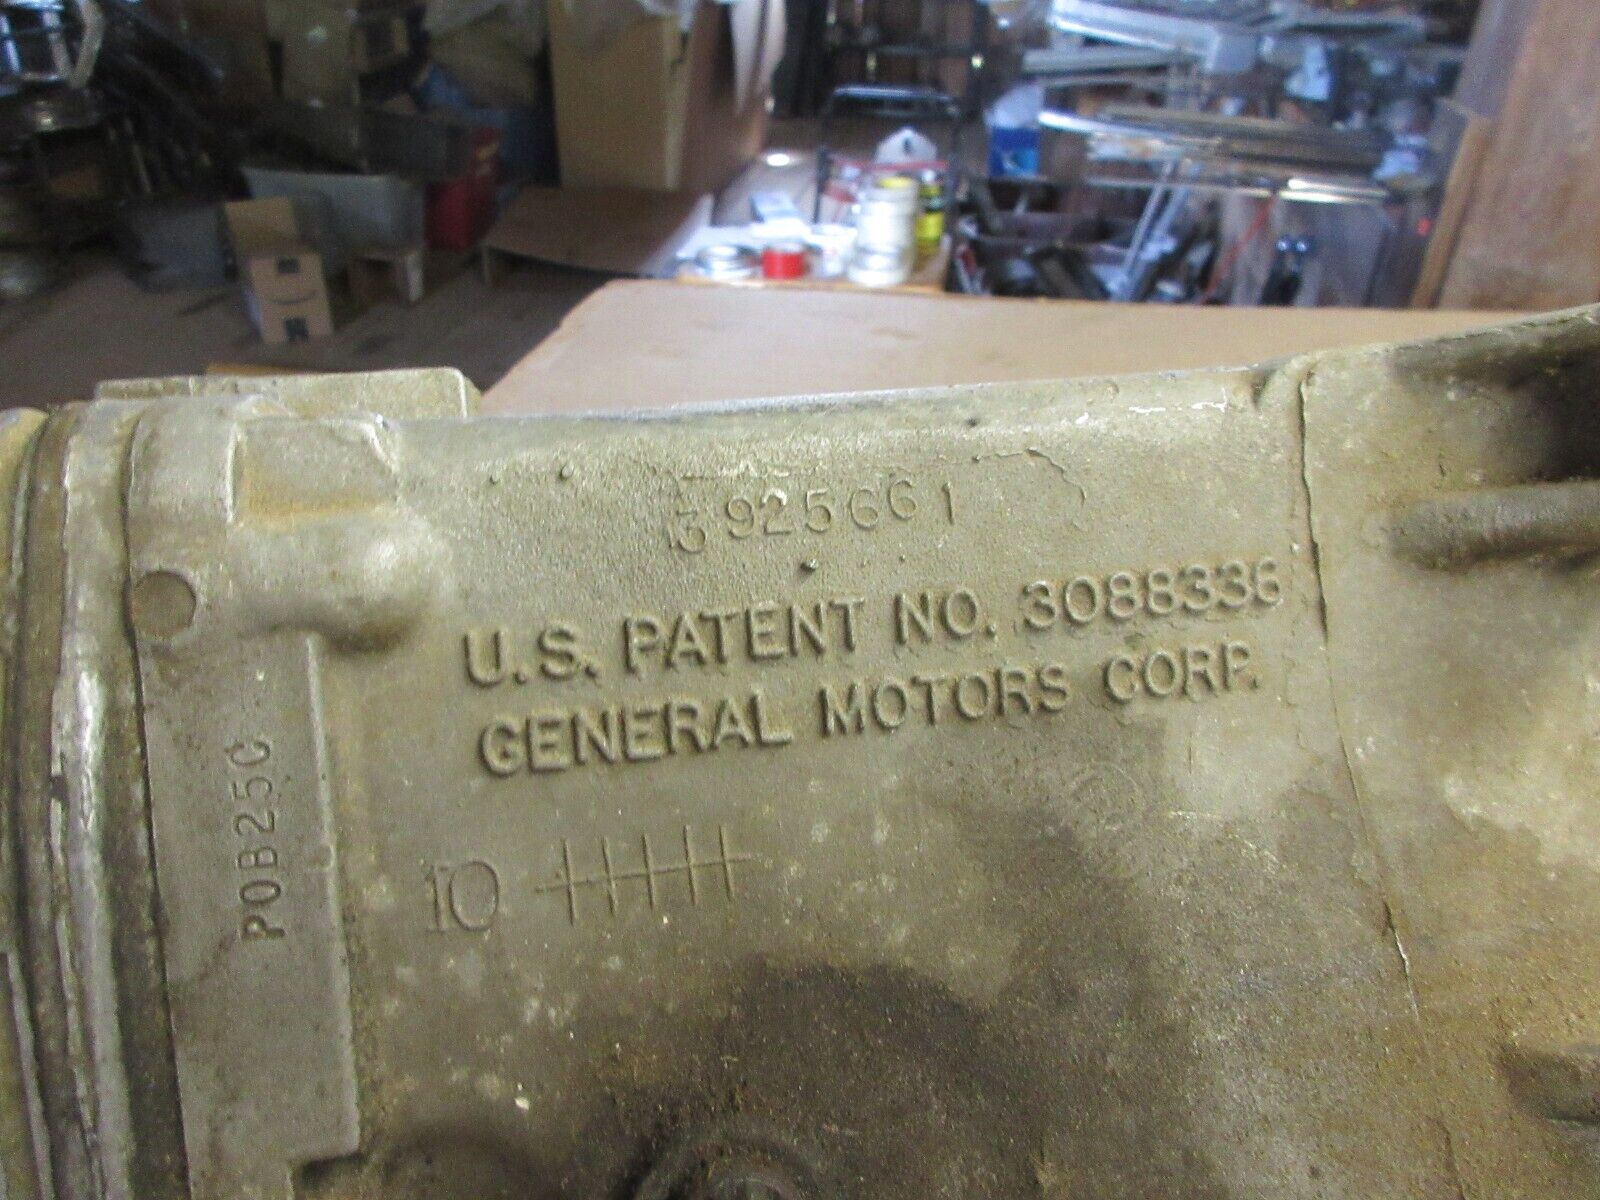 3925661
U.S. PATENT NO. 3088336
GENERAL MOTORS CORP.
10
P0B25C